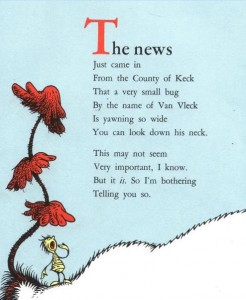 The news
Just came in
From the County of Keck
That a very small bug
By the name of Van Vleck
Is yawning so wide
You can look down his neck.
This may not seem
Very important, I know.
But it is. So I'm bothering
Telling you so.